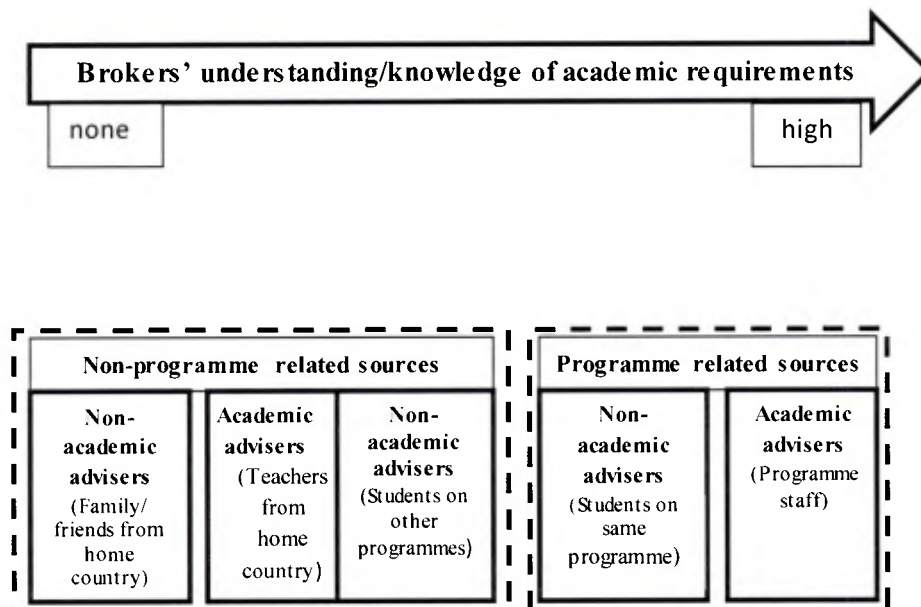 Brokers' understanding/knowledge of academic requirements
none
high
Non-programme related sources
Non-
academic
advisers
(Family/
friends from
home
country)
Academic
advisers
(Teachers
from
home
country)
Non-
academic
advisers
(Students on
other
programmes)
Programme related sources
Non-
academic
advisers
(Students on
same
programme)
Academic
advisers
(Programme
staff)